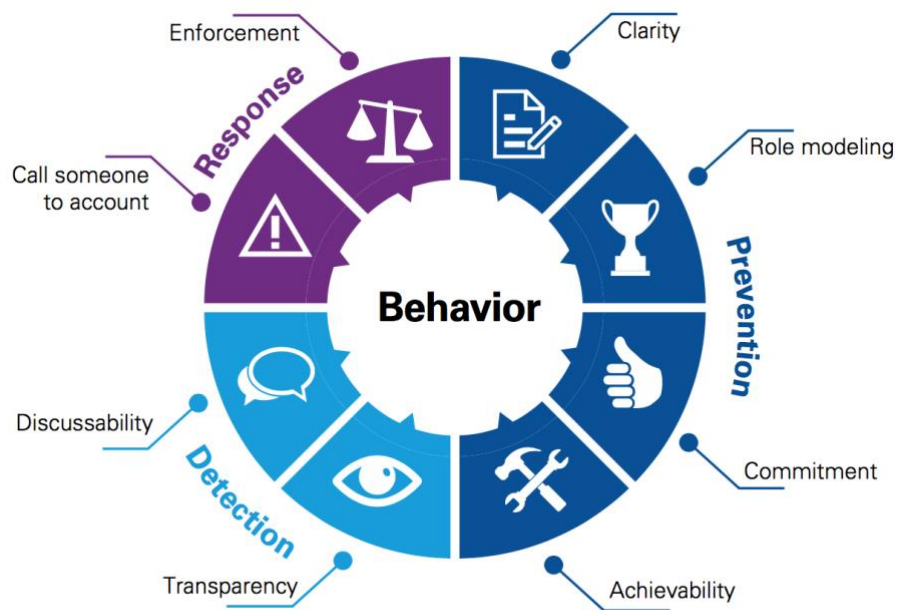 Enforcement
Clarity
Response
Role modeling
Call someone
to account
Prevention
Behavior
Discussability
Commitment
Detection
Transparency
Achievability